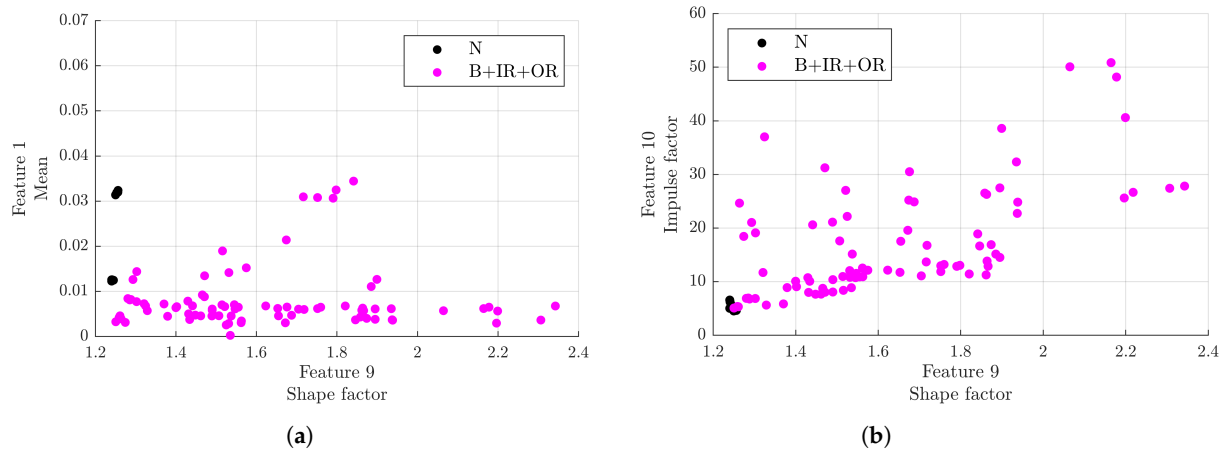 0.07
0.06
0.05
0.04
0.03
0.02
0.01
0
1.2 1.4 1.6 1.8 2 2.2 2.4
Feature 1
Mean
N
B+IR+OR
Feature 9
Shape factor
(a)
60
50
40
30
20
10
0
1.2 1.4 1.6 1.8 2 2.2 2.4
Feature 10
Impulse factor
N
B+IR+OR
Feature 9
Shape factor
(b)